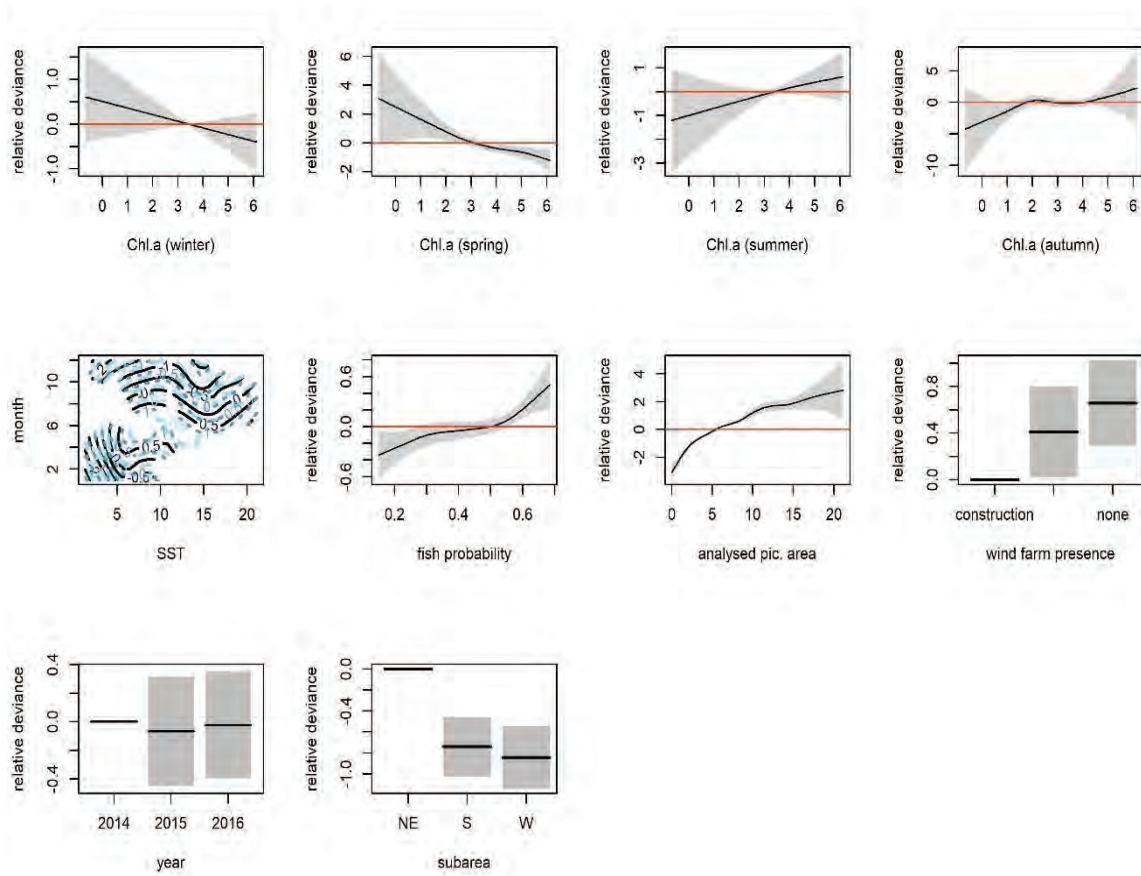 relative deviance
-1.0 0.0 1.0
0 1 2 3 4 5 6
Chl.a (winter)
relative deviance
-2 0 2 4 6
0 1 2 3 4 5 6
Chl.a (spring)
relative deviance
-3 -1 0 1
0 1 2 3 4 5 6
Chl.a (summer)
relative deviance
-10 0 5
0 1 2 3 4 5 6
Chl.a (autumn)
month
2 6 10
5 10 15 20
SST
relative deviance
-0.6 0.0 0.6
0.2 0.4 0.6
fish probability
relative deviance
-2 0 2 4
0 5 10 15 20
analysed pic. area
relative deviance
0.0 0.4 0.8
construction none
wind farm presence
relative deviance
-0.4 0.0 0.4
2014 2015 2016
year
relative deviance
-1.0 -0.4 0.0
NE S W
subarea